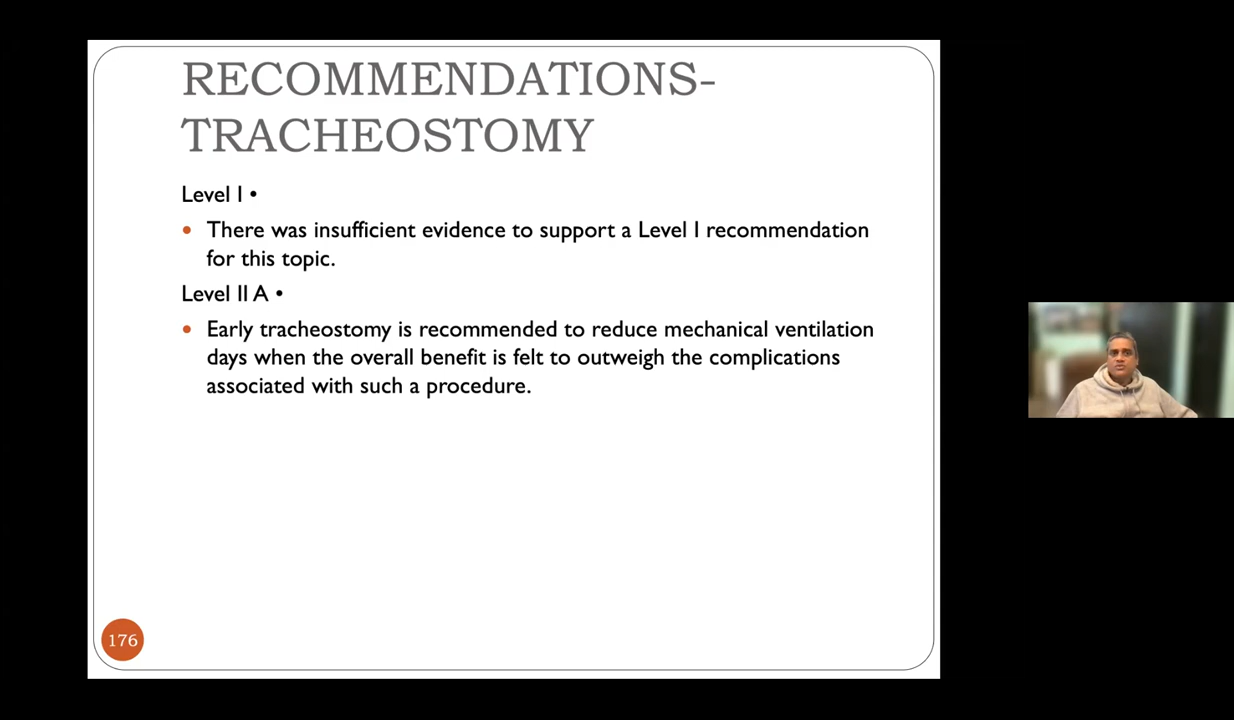 RECOMMENDATIONS-
TRACHEOSTOMY
Level I •
• There was insufficient evidence to support a Level I recommendation
for this topic.
Level II A •
• Early tracheostomy is recommended to reduce mechanical ventilation
days when the overall benefit is felt to outweigh the complications
associated with such a procedure.
176